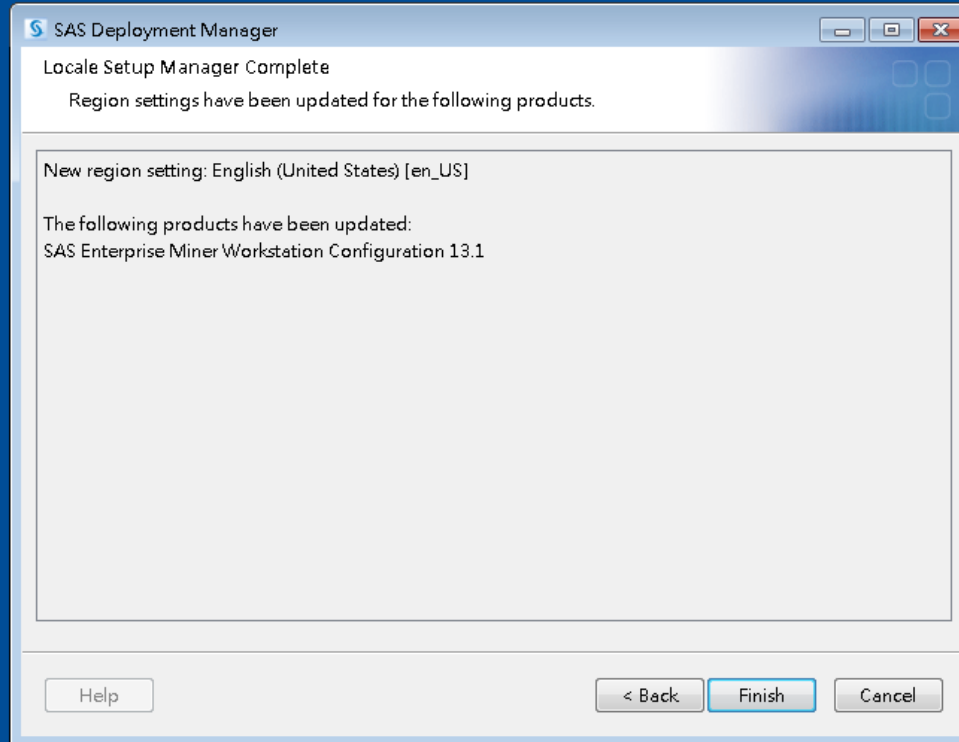 SAS Deployment Manager
Locale Setup Manager Complete
Region settings have been updated for the following products.
New region setting: English (United States) [en_US]
The following products have been updated:
SAS Enterprise Miner Workstation Configuration 13.1
Help
< Back
Finish
Cancel